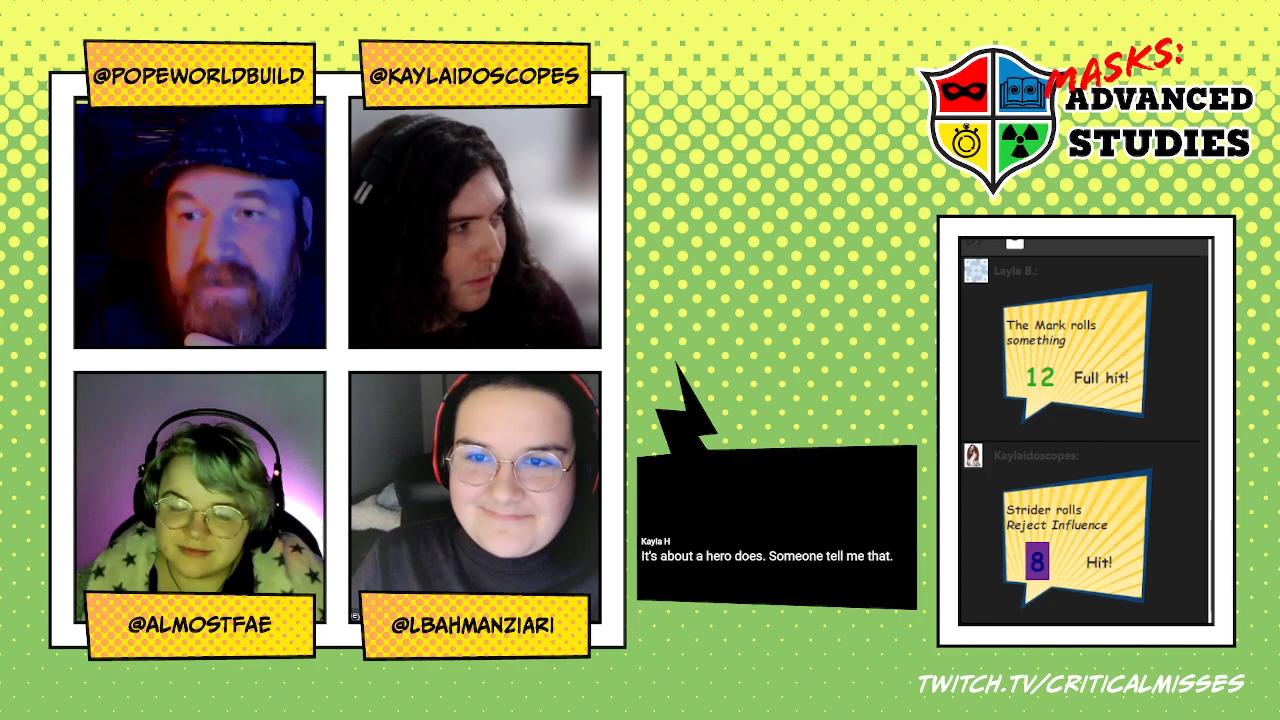 @POPEWORLDBUILD
@KAYLAIDOSCOPES
@ALMOSTFAE
@LBAHMANZIARI
Kayla H
It's about a hero does. Someone tell me that.
MASKS:
ADVANCED
STUDIES
Layla B.:
The Mark rolls
something
12 Full hit!
Kaylaidoscopes:
Strider rolls
Reject Influence
8 Hit!
TWITCH.TV/CRITICALMISSES